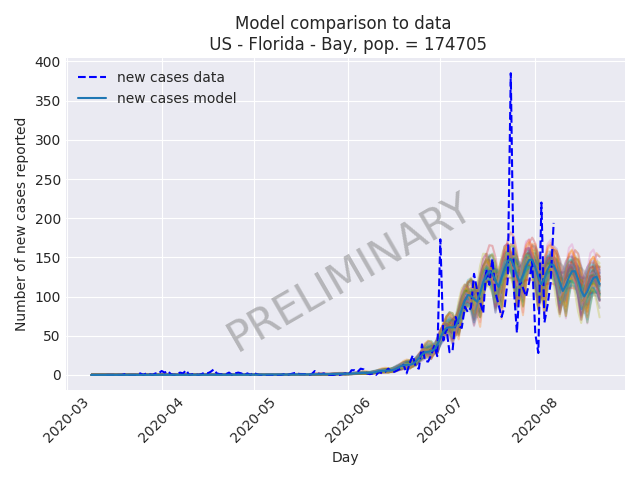 Model comparison to data
US - Florida - Bay, pop. = 174705
400
350
300
250
200
150
100
50
0
Number of new cases reported
new cases data
new cases model
PRELIMINARY
2020-03
2020-04
2020-05
2020-06
2020-07
2020-08
Day